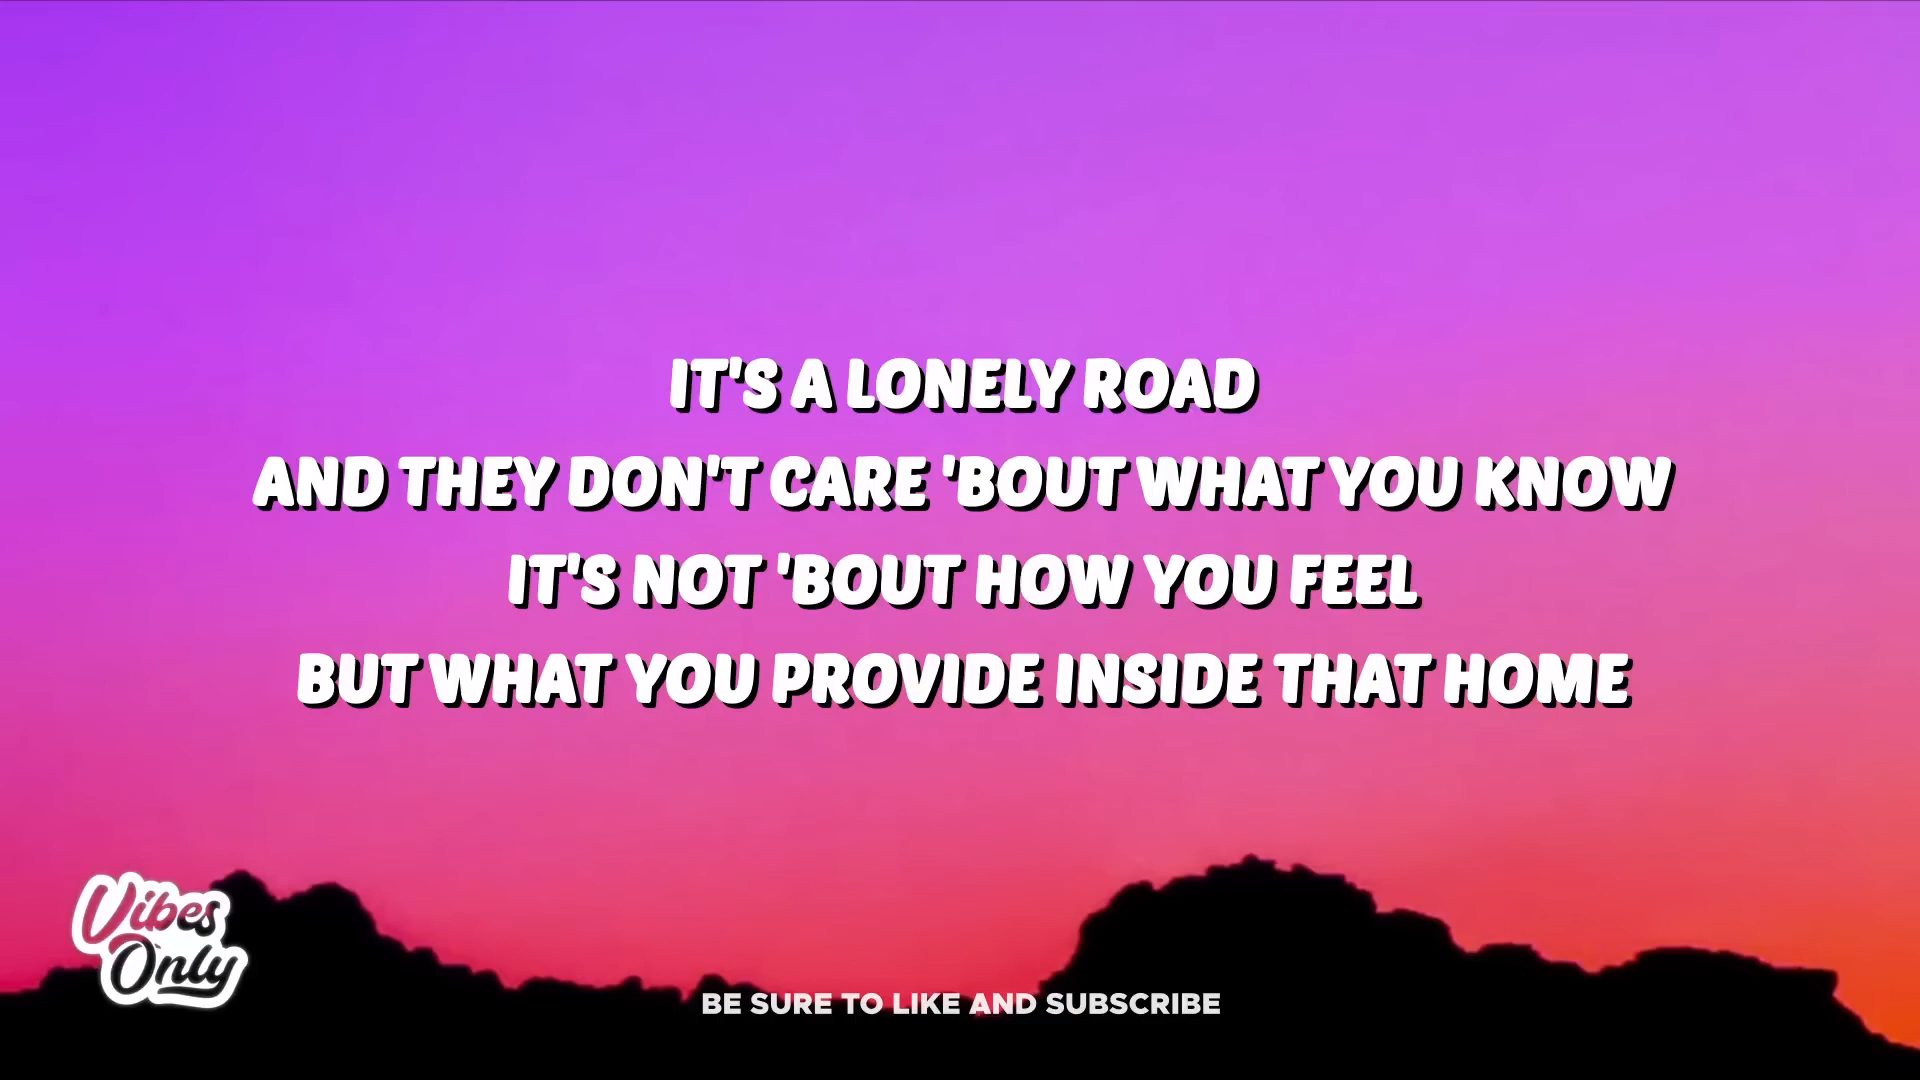 IT'S A LONELY ROAD
AND THEY DON'T CARE 'BOUT WHAT YOU KNOW
IT'S NOT 'BOUT HOW YOU FEEL
BUT WHAT YOU PROVIDE INSIDE THAT HOME
Vibes
Only
BE SURE TO LIKE AND SUBSCRIBE